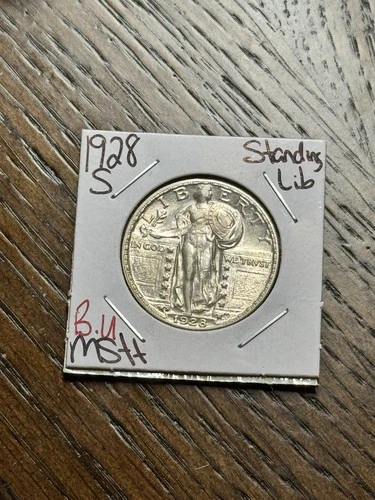 1928
S
Standing
Lib
LIBERTY
IN GOD WE TRUST
1928
B.U
MS++